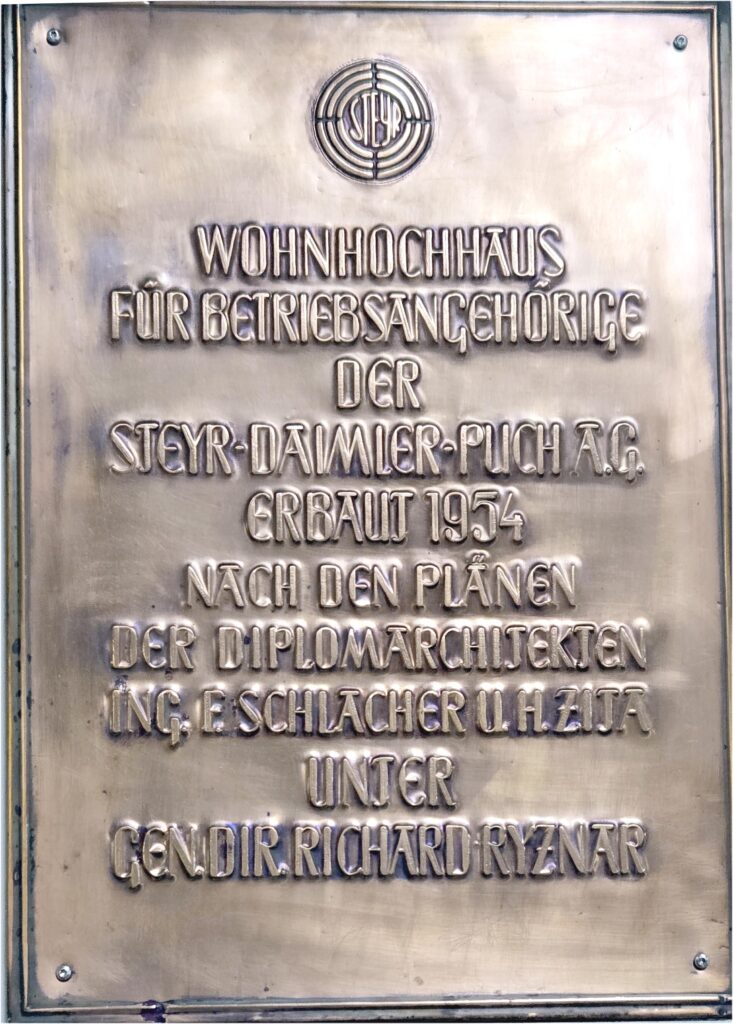 STEYR
WOHNHOCHHAUS
FÜR BETRIEBSANGEHÖRIGE
DER
STEYR-DAIMLER-PUCH A.G.
ERBAUT 1954
NACH DEN PLÄNEN
DER DIPLOMARCHITEKTEN
ING. F. SCHLACHER U. H. ZITA
UNTER
GEN. DIR. RICHARD RYZNAR